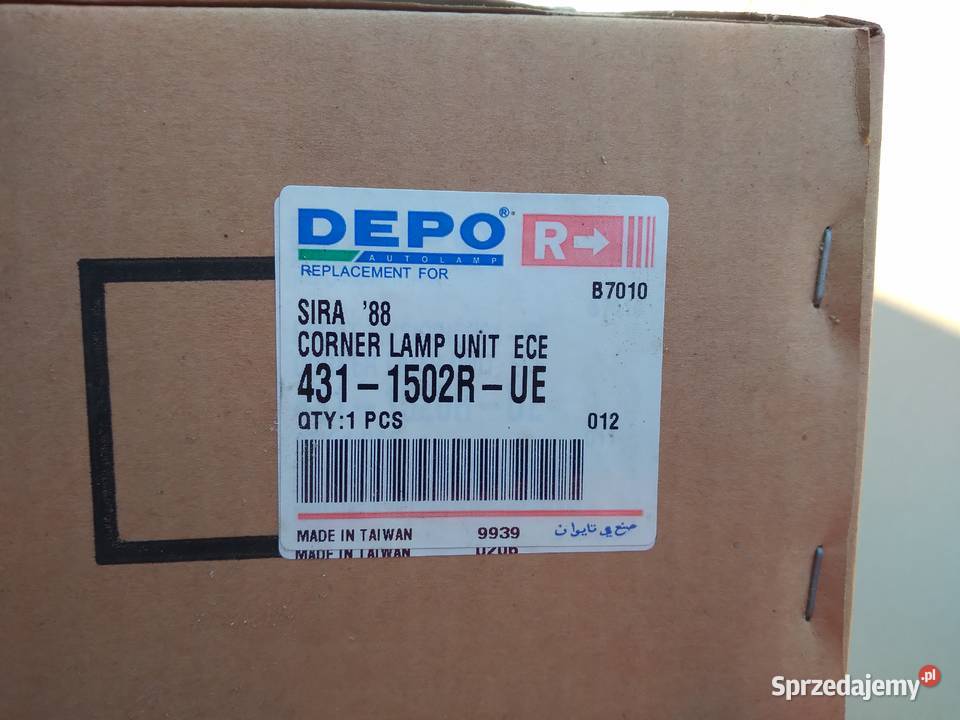 DEPO®
AUTOLAMP
R
REPLACEMENT FOR
B7010
SIRA '88
CORNER LAMP UNIT ECE
431-1502R-UE
QTY:1 PCS 012
MADE IN TAIWAN 9939 صنع في تايوان
MADE IN TAIWAN 0206
Sprzedajemy.pl